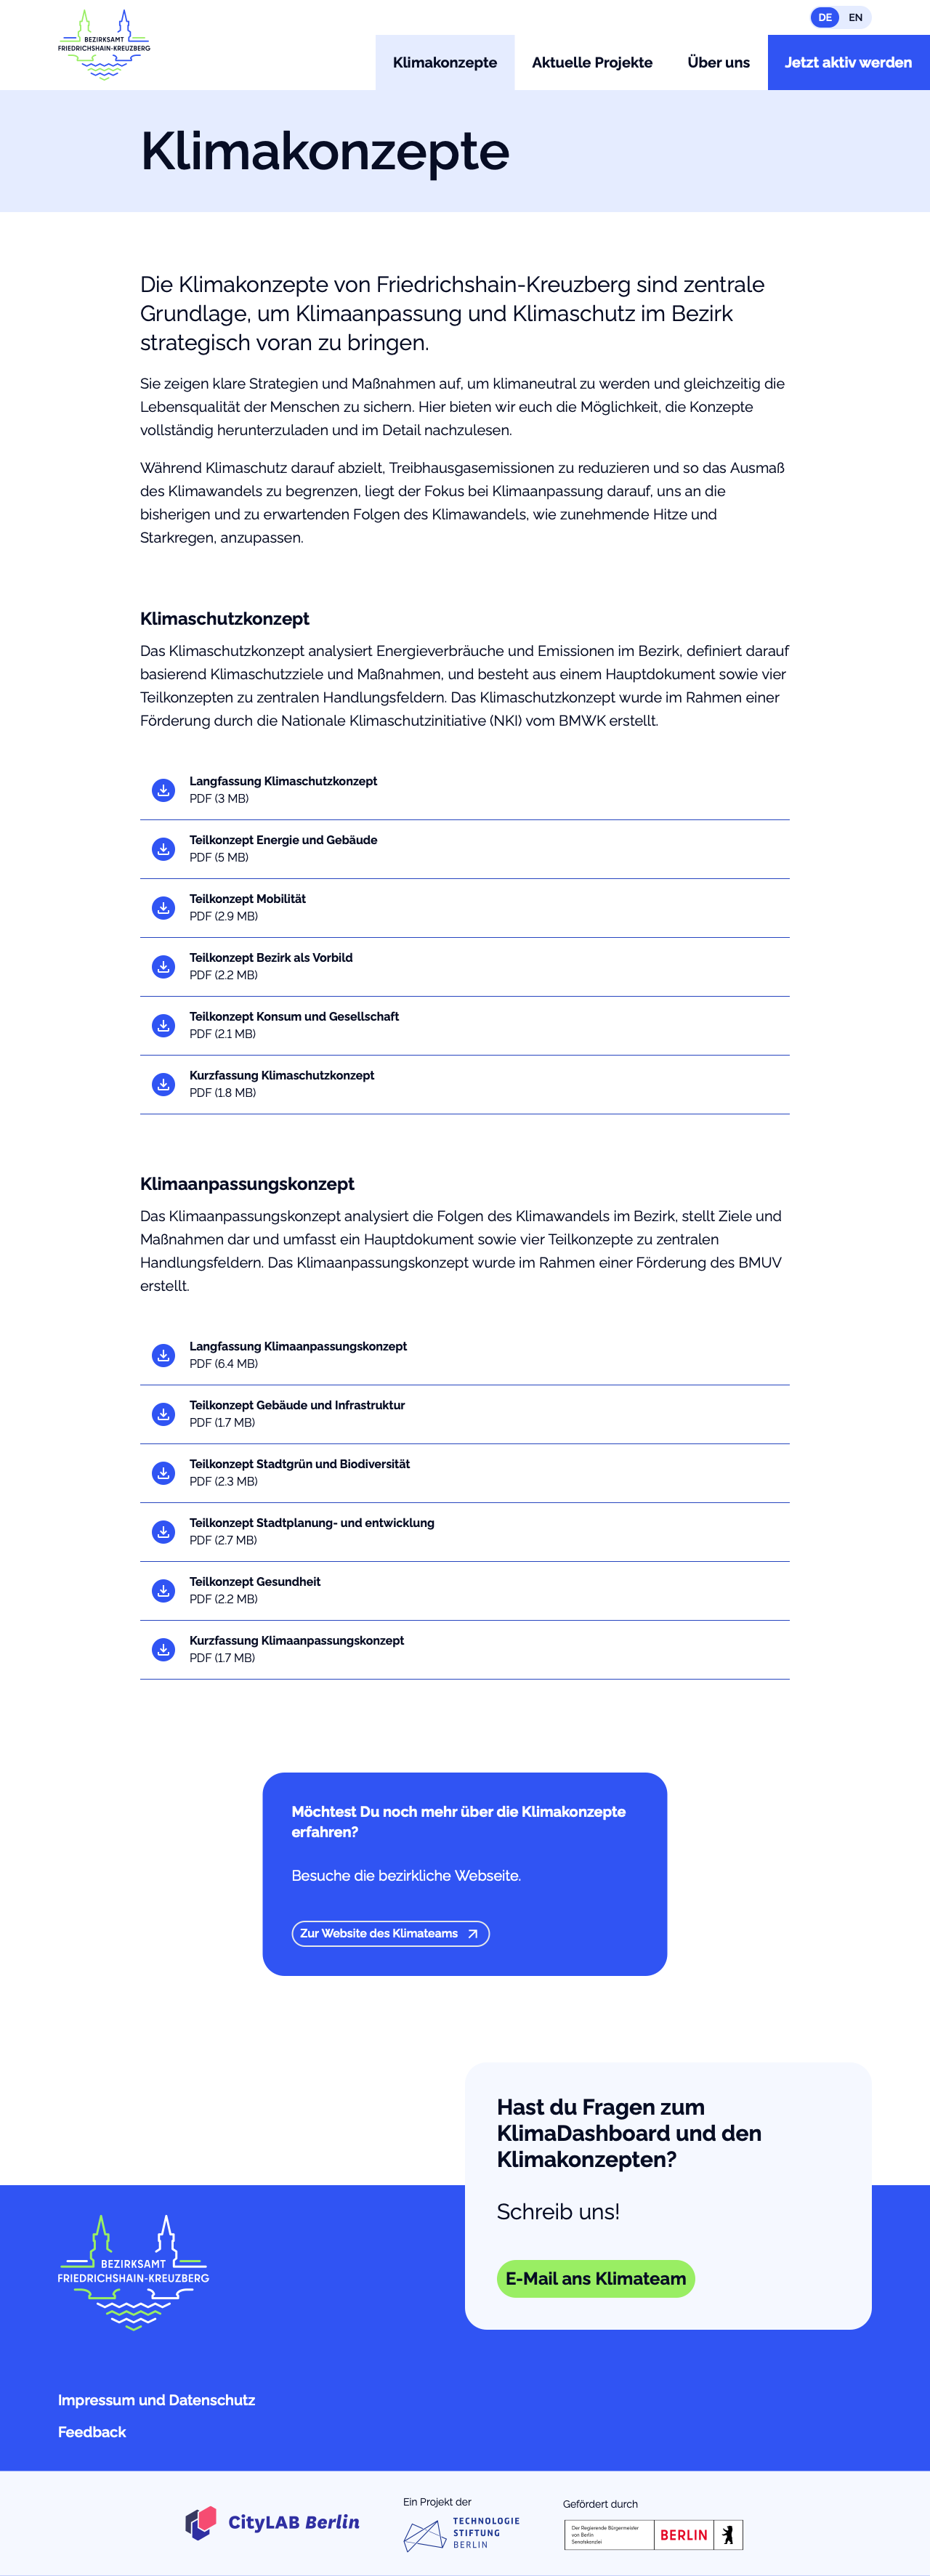 DE EN
BEZIRKSAMT
FRIEDRICHSHAIN-KREUZBERG
Klimakonzepte
Aktuelle Projekte
Über uns
Jetzt aktiv werden
Klimakonzepte
Die Klimakonzepte von Friedrichshain-Kreuzberg sind zentrale
Grundlage, um Klimaanpassung und Klimaschutz im Bezirk
strategisch voran zu bringen.
Sie zeigen klare Strategien und Maßnahmen auf, um klimaneutral zu werden und gleichzeitig die
Lebensqualität der Menschen zu sichern. Hier bieten wir euch die Möglichkeit, die Konzepte
vollständig herunterzuladen und im Detail nachzulesen.
Während Klimaschutz darauf abzielt, Treibhausgasemissionen zu reduzieren und so das Ausmaß
des Klimawandels zu begrenzen, liegt der Fokus bei Klimaanpassung darauf, uns an die
bisherigen und zu erwartenden Folgen des Klimawandels, wie zunehmende Hitze und
Starkregen, anzupassen.
Klimaschutzkonzept
Das Klimaschutzkonzept analysiert Energieverbräuche und Emissionen im Bezirk, definiert darauf
basierend Klimaschutzziele und Maßnahmen, und besteht aus einem Hauptdokument sowie vier
Teilkonzepten zu zentralen Handlungsfeldern. Das Klimaschutzkonzept wurde im Rahmen einer
Förderung durch die Nationale Klimaschutzinitiative (NKI) vom BMWK erstellt.
Langfassung Klimaschutzkonzept
PDF (3 MB)
Teilkonzept Energie und Gebäude
PDF (5 MB)
Teilkonzept Mobilität
PDF (2.9 MB)
Teilkonzept Bezirk als Vorbild
PDF (2.2 MB)
Teilkonzept Konsum und Gesellschaft
PDF (2.1 MB)
Kurzfassung Klimaschutzkonzept
PDF (1.8 MB)
Klimaanpassungskonzept
Das Klimaanpassungskonzept analysiert die Folgen des Klimawandels im Bezirk, stellt Ziele und
Maßnahmen dar und umfasst ein Hauptdokument sowie vier Teilkonzepte zu zentralen
Handlungsfeldern. Das Klimaanpassungskonzept wurde im Rahmen einer Förderung des BMUV
erstellt.
Langfassung Klimaanpassungskonzept
PDF (6.4 MB)
Teilkonzept Gebäude und Infrastruktur
PDF (1.7 MB)
Teilkonzept Stadtgrün und Biodiversität
PDF (2.3 MB)
Teilkonzept Stadtplanung- und entwicklung
PDF (2.7 MB)
Teilkonzept Gesundheit
PDF (2.2 MB)
Kurzfassung Klimaanpassungskonzept
PDF (1.7 MB)
Möchtest Du noch mehr über die Klimakonzepte
erfahren?
Besuche die bezirkliche Webseite.
Zur Website des Klimateams
Hast du Fragen zum
KlimaDashboard und den
Klimakonzepten?
Schreib uns!
E-Mail ans Klimateam
BEZIRKSAMT
FRIEDRICHSHAIN-KREUZBERG
Impressum und Datenschutz
Feedback
CityLAB Berlin
Ein Projekt der
TECHNOLOGIE
STIFTUNG
BERLIN
Gefördert durch
Der Regierende Bürgermeister
von Berlin
Senatskanzlei
BERLIN